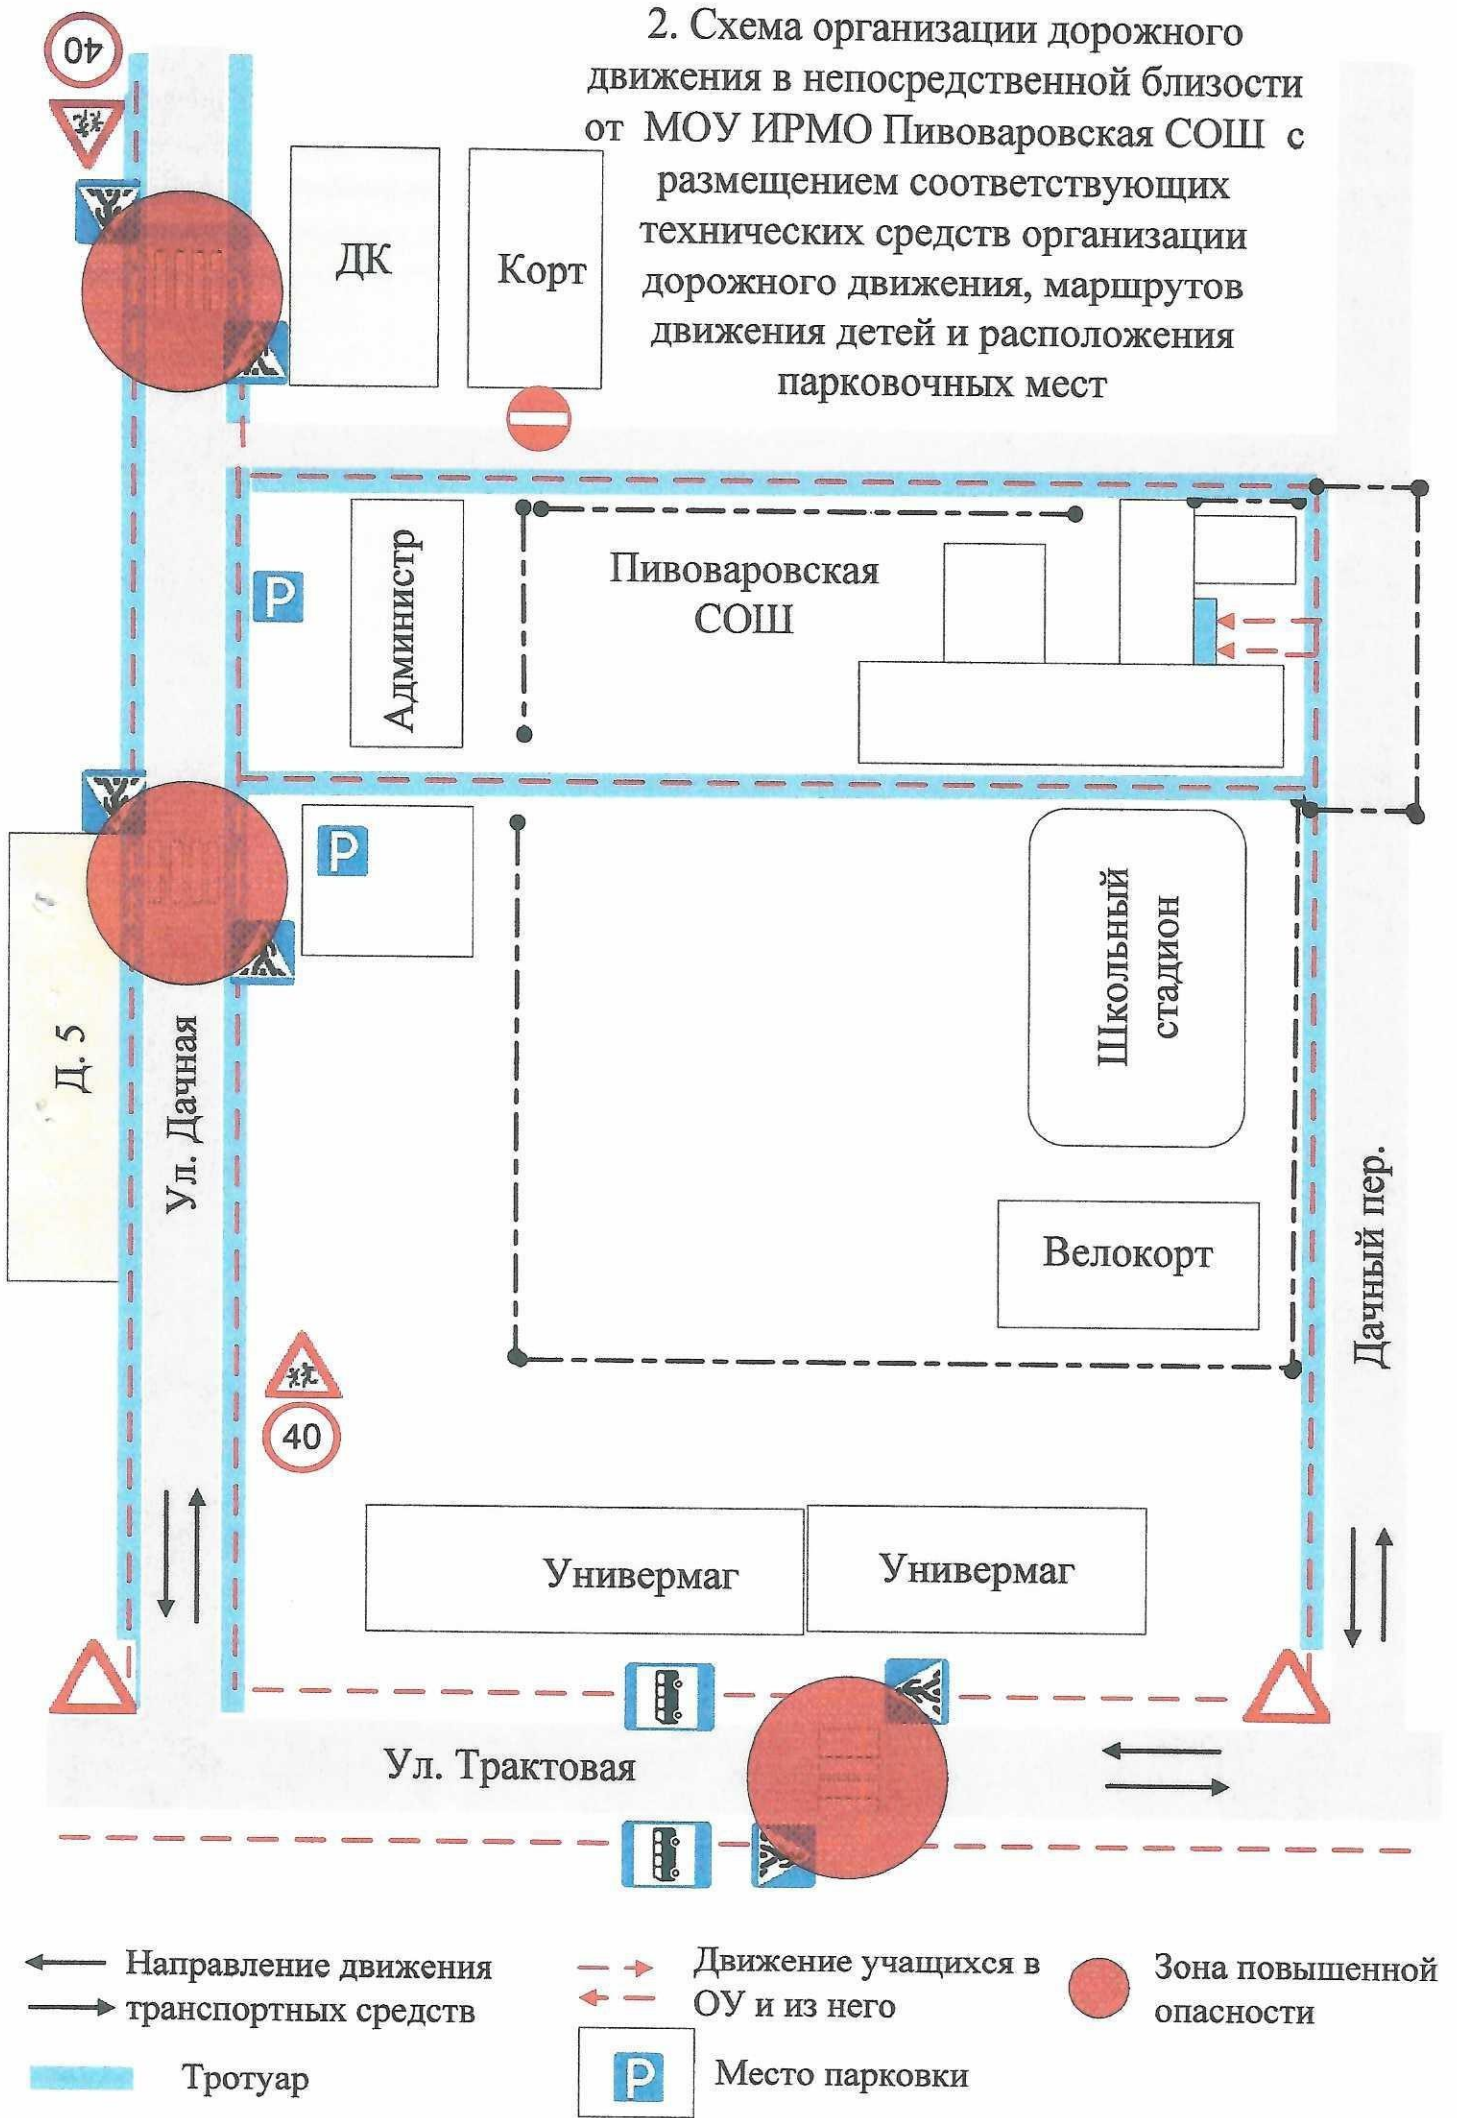 2. Схема организации дорожного
движения в непосредственной близости
от МОУ ИРМО Пивоваровская СОШ с
размещением соответствующих
технических средств организации
дорожного движения, маршрутов
движения детей и расположения
парковочных мест
40
ДК
Корт
Администр
Пивоваровская
СОШ
P
P
Д. 5
Ул. Дачная
Школьный
стадион
Велокорт
Дачный пер.
40
Универмаг
Универмаг
Ул. Трактовая
Направление движения
транспортных средств
Движение учащихся в
ОУ и из него
Зона повышенной
опасности
Тротуар
P
Место парковки